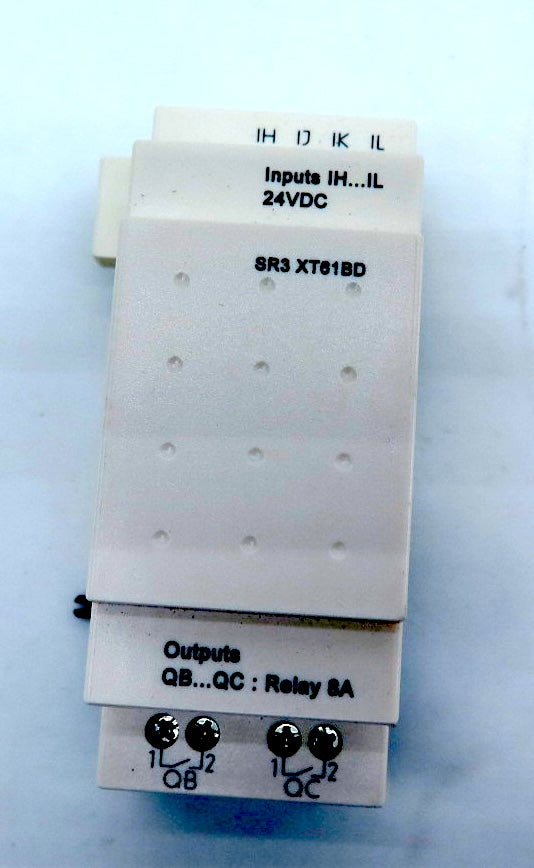 IH IJ IK IL
Inputs IH...IL
24VDC
SR3 XT61BD
Outputs
QB...QC : Relay 8A
1 2 1 2
QB QC